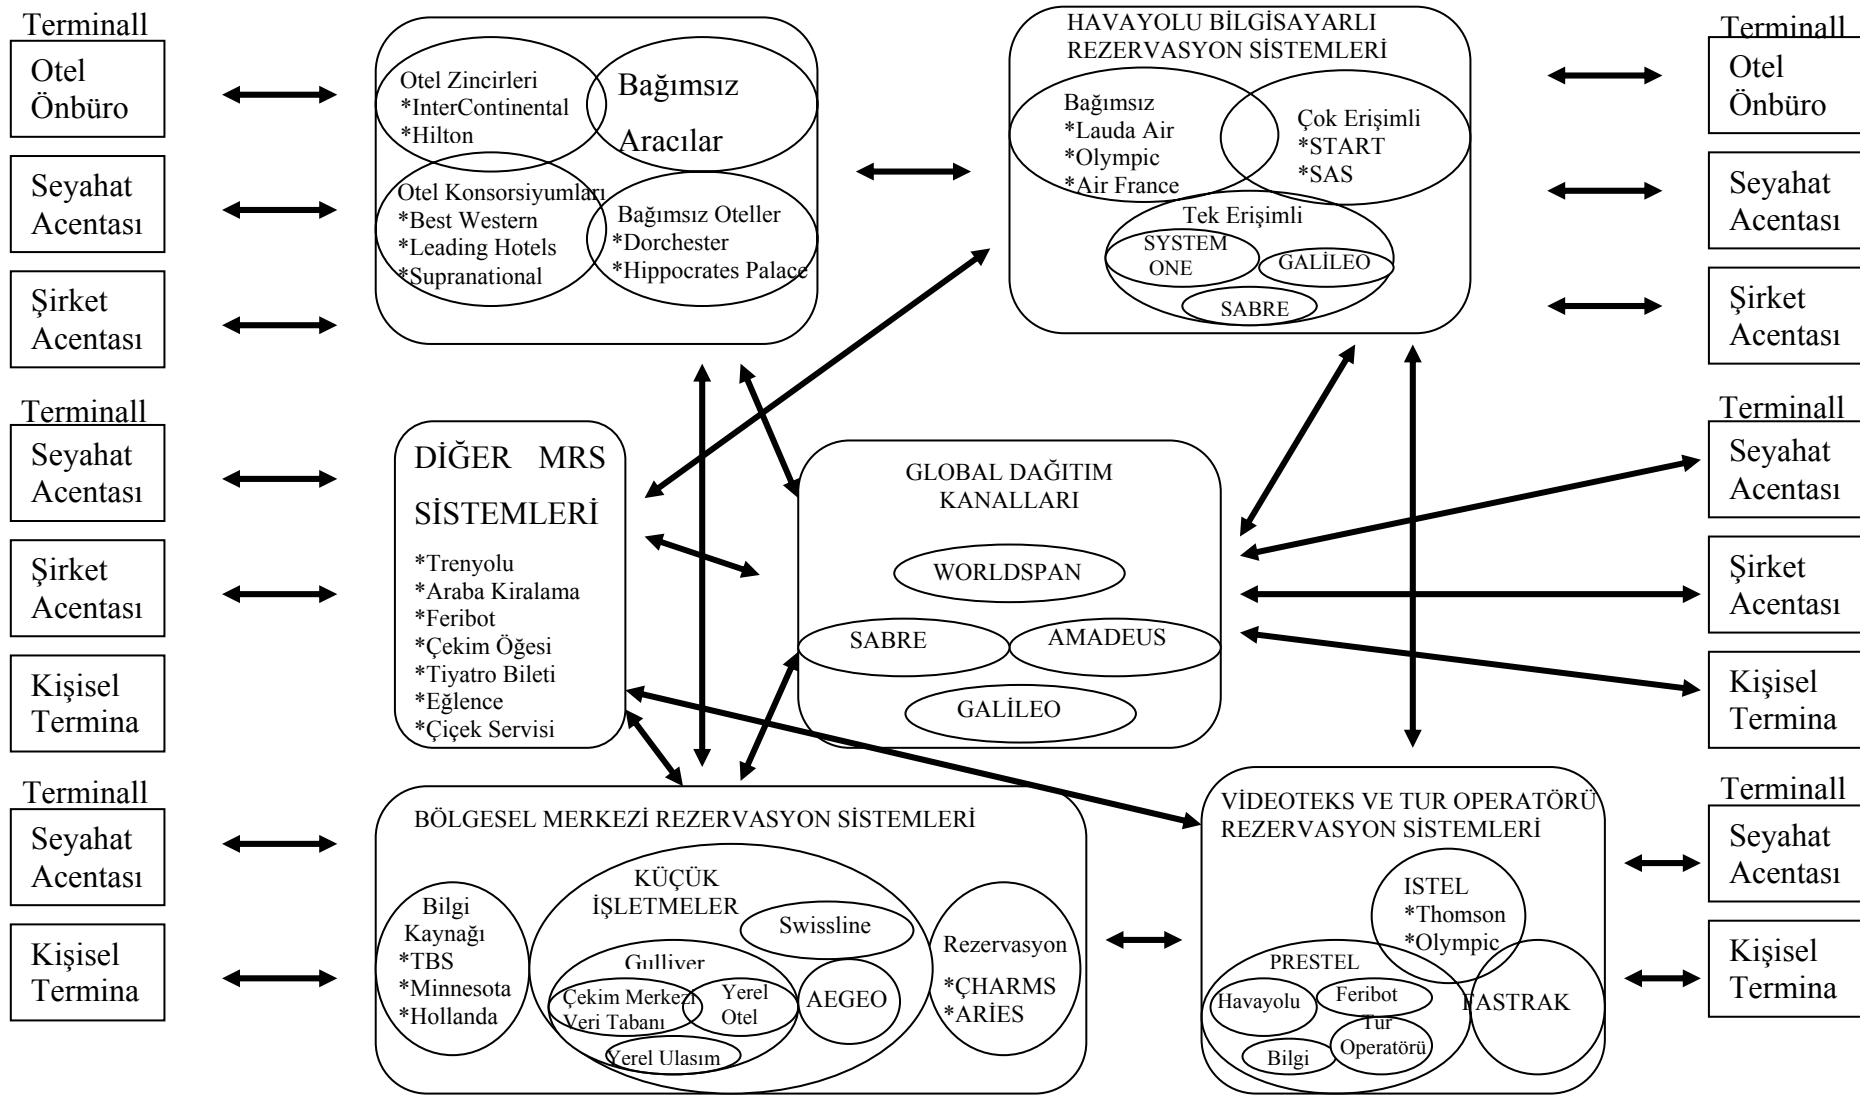 Terminall
Otel
Önbüro
Seyahat
Acentası
Şirket
Acentası
Terminall
Seyahat
Acentası
Şirket
Acentası
Kişisel
Termina
Terminall
Seyahat
Acentası
Kişisel
Termina
Otel Zincirleri
*InterContinental
*Hilton
Bağımsız
Aracılar
Otel Konsorsiyumları
*Best Western
*Leading Hotels
*Supranational
Bağımsız Oteller
*Dorchester
*Hippocrates Palace
HAVAYOLU BİLGİSAYARLI
REZERVASYON SİSTEMLERİ
Bağımsız
*Lauda Air
*Olympic
*Air France
Çok Erişimli
*START
*SAS
Tek Erişimli
SYSTEM
ONE
GALİLEO
SABRE
DİĞER MRS
SİSTEMLERİ
*Trenyolu
*Araba Kiralama
*Feribot
*Çekim Öğesi
*Tiyatro Bileti
*Eğlence
*Çiçek Servisi
GLOBAL DAĞITIM
KANALLARI
WORLDSPAN
SABRE
AMADEUS
GALİLEO
BÖLGESEL MERKEZİ REZERVASYON SİSTEMLERİ
Bilgi
Kaynağı
*TBS
*Minnesota
*Hollanda
KÜÇÜK
İŞLETMELER
Swissline
Gulliver
Çekim Merkezi
Veri Tabanı
Yerel
Otel
Yerel Ulaşım
AEGEO
Rezervasyon
*ÇHARMS
*ARİES
VİDEOTEKS VE TUR OPERATÖRÜ
REZERVASYON SİSTEMLERİ
ISTEL
*Thomson
*Olympic
PRESTEL
Havayolu
Feribot
Tur
Operatörü
Bilgi
FASTRAK
Terminall
Otel
Önbüro
Seyahat
Acentası
Şirket
Acentası
Terminall
Seyahat
Acentası
Şirket
Acentası
Kişisel
Termina
Terminall
Seyahat
Acentası
Kişisel
Termina